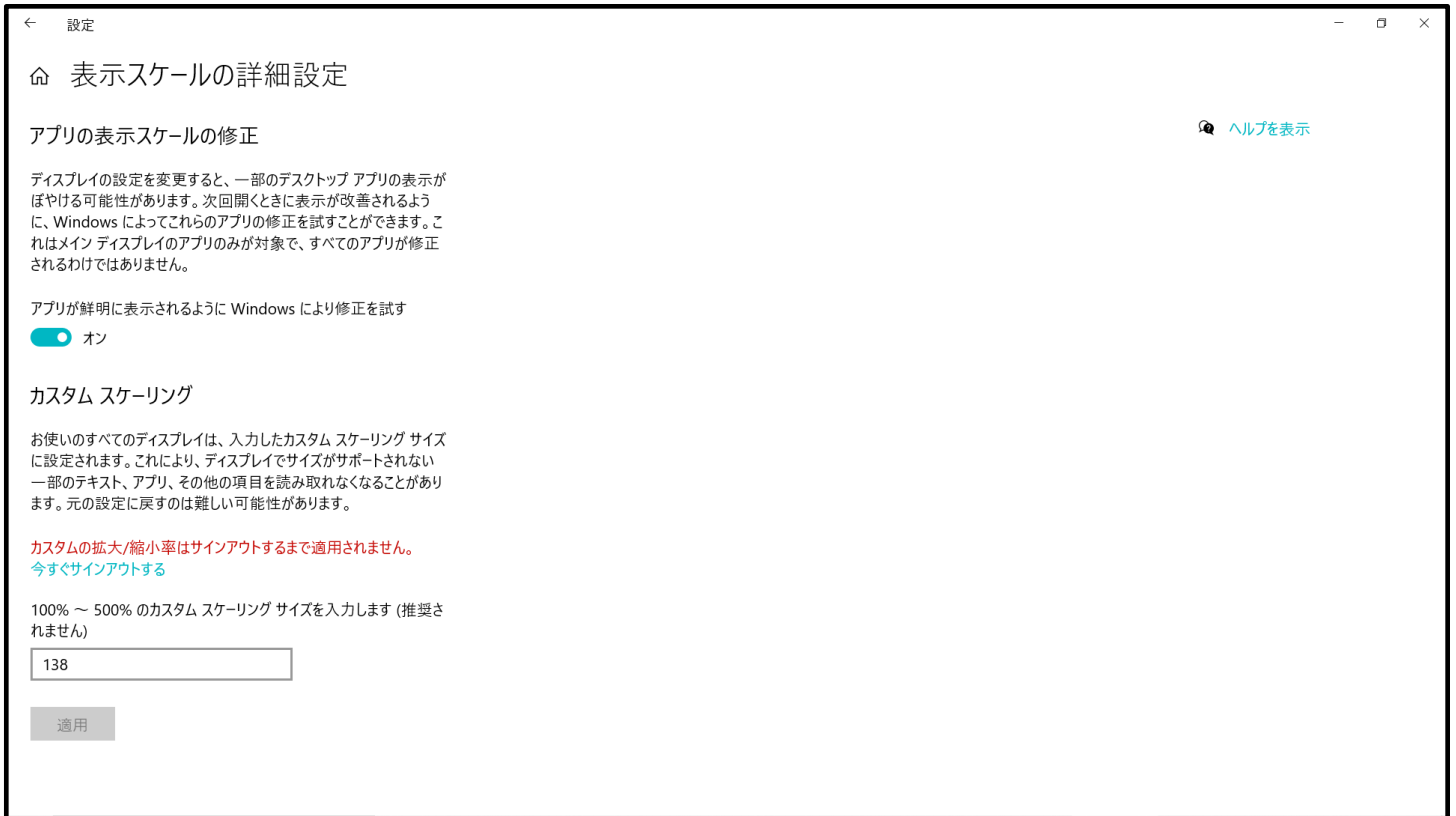 設定
表示スケールの詳細設定
アプリの表示スケールの修正
ヘルプを表示
ディスプレイの設定を変更すると、一部のデスクトップ アプリの表示が
ぼやける可能性があります。次回開くときに表示が改善されるよう
に、Windows によってこれらのアプリの修正を試すことができます。こ
れはメイン ディスプレイのアプリのみが対象で、すべてのアプリが修正
されるわけではありません。
アプリが鮮明に表示されるように Windows により修正を試す
オン
カスタム スケーリング
お使いのすべてのディスプレイは、入力したカスタム スケーリング サイズ
に設定されます。これにより、ディスプレイでサイズがサポートされない
一部のテキスト、アプリ、その他の項目を読み取れなくなることがあり
ます。元の設定に戻すのは難しい可能性があります。
カスタムの拡大/縮小率はサインアウトするまで適用されません。
今すぐサインアウトする
100% ～ 500% のカスタム スケーリング サイズを入力します (推奨さ
れません)
138
適用